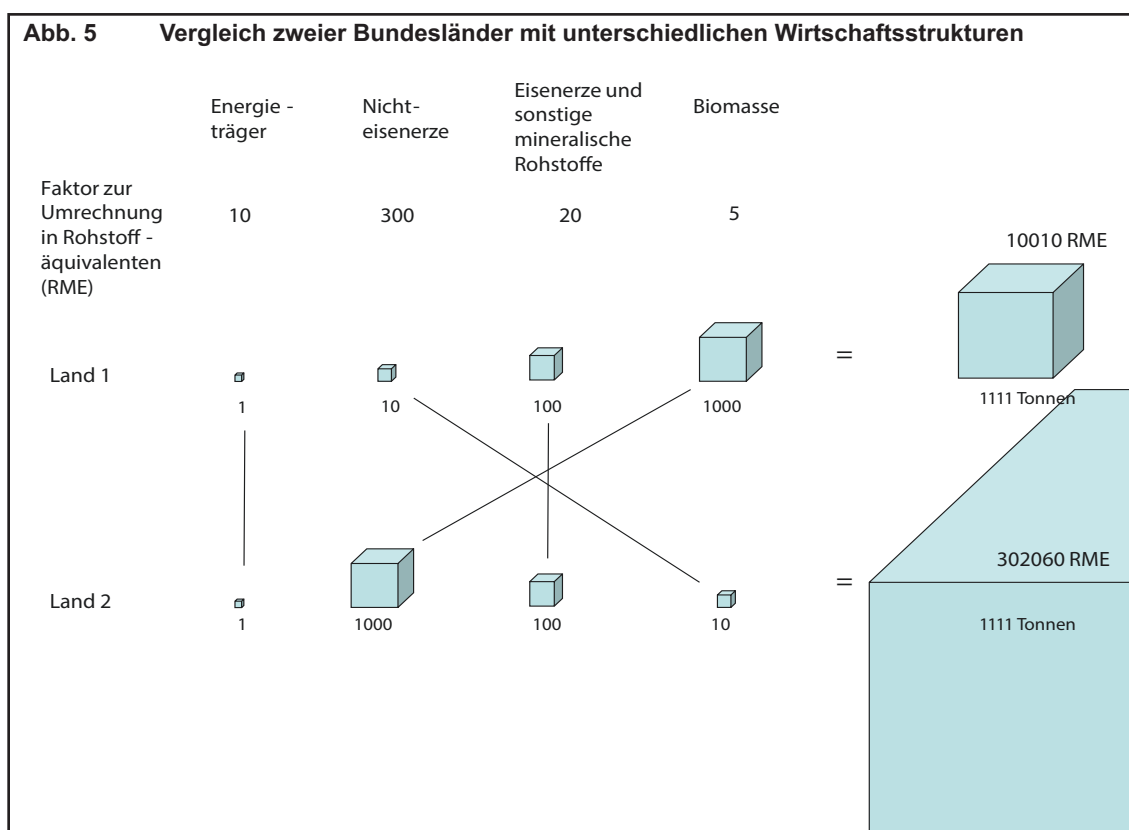 Abb. 5 Vergleich zweier Bundesländer mit unterschiedlichen Wirtschaftsstrukturen
Energie -
träger
Nicht-
eisenerze
Eisenerze und
sonstige
mineralische
Rohstoffe
Biomasse
Faktor zur
Umrechnung
in Rohstoff -
äquivalenten
(RME)
10 300 20 5
10010 RME
Land 1
=
1 10 100 1000
1111 Tonnen
302060 RME
Land 2
=
1 1000 100 10
1111 Tonnen